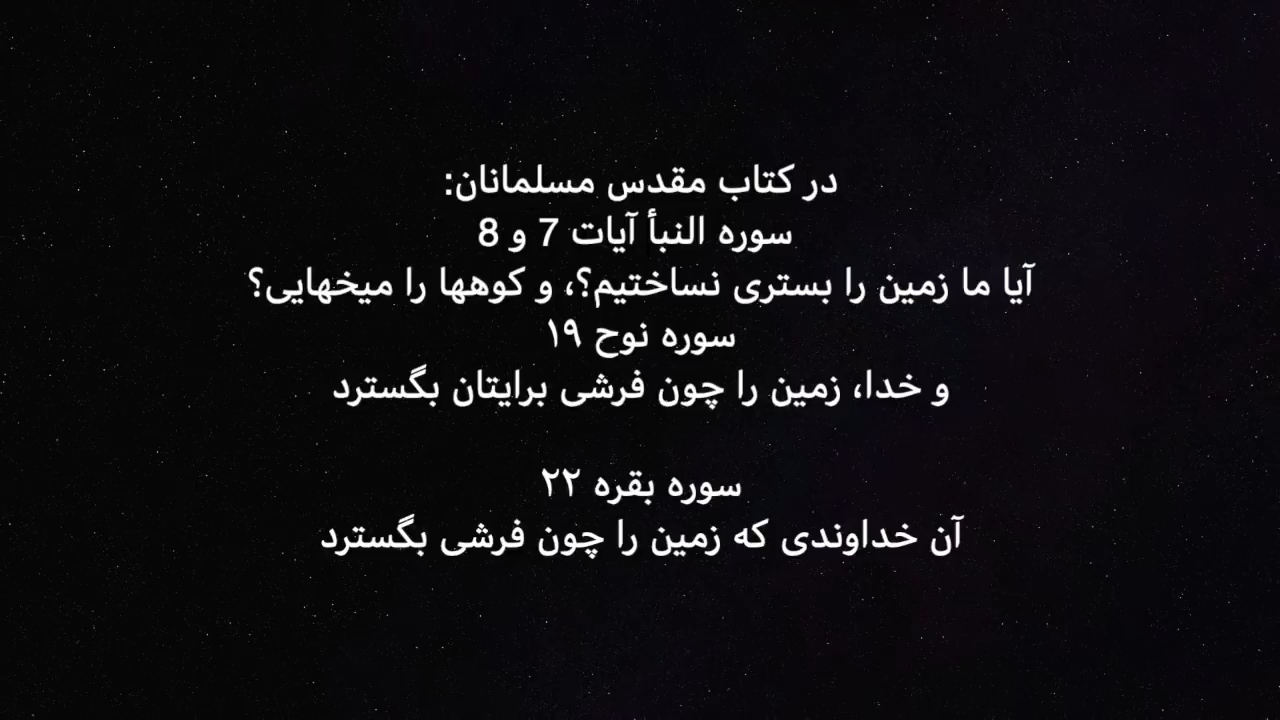 در کتاب مقدس مسلمانان:
سوره النبأ آیات 7 و 8
آیا ما زمین را بستری نساختیم؟، و کوهها را میخهایی؟
سوره نوح ۱۹
و خدا، زمین را چون فرشی برایتان بگسترد
سوره بقره ۲۲
آن خداوندی که زمین را چون فرشی بگسترد